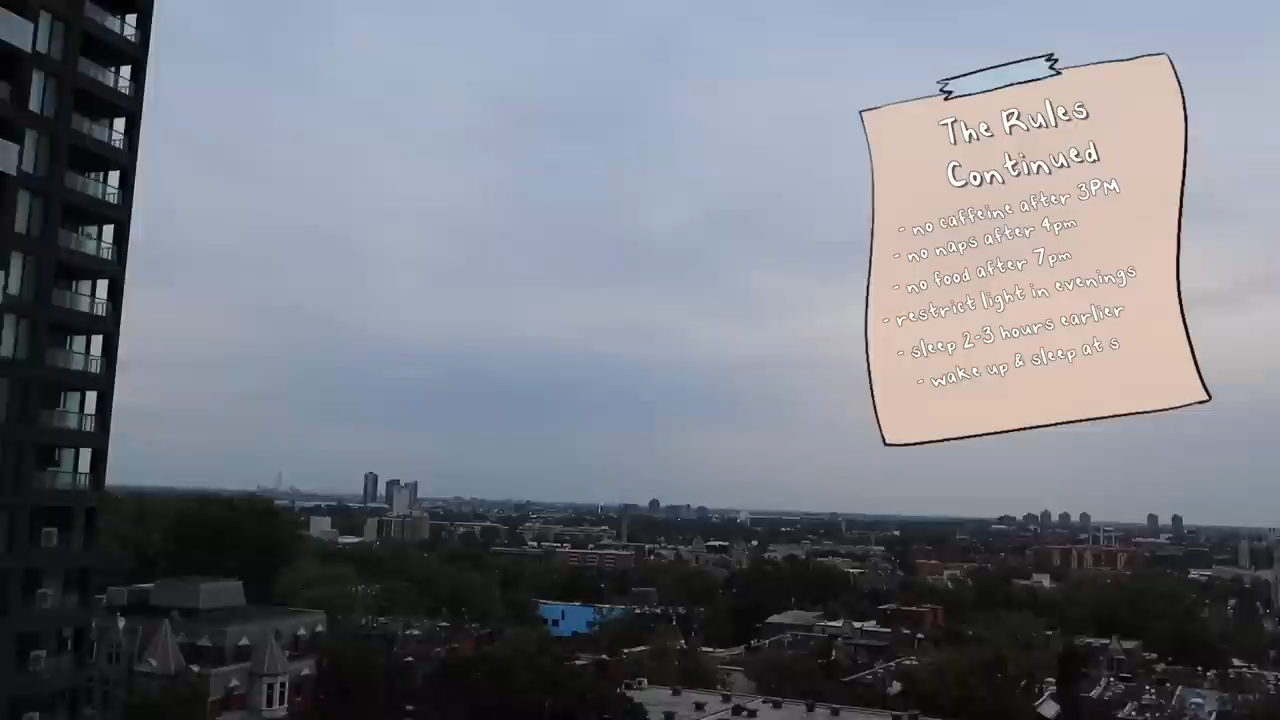 The Rules
Continued
- no caffeine after 3PM
- no naps after 4pm
- no food after 7pm
- restrict light in evenings
- sleep 2-3 hours earlier
- wake up & sleep at s